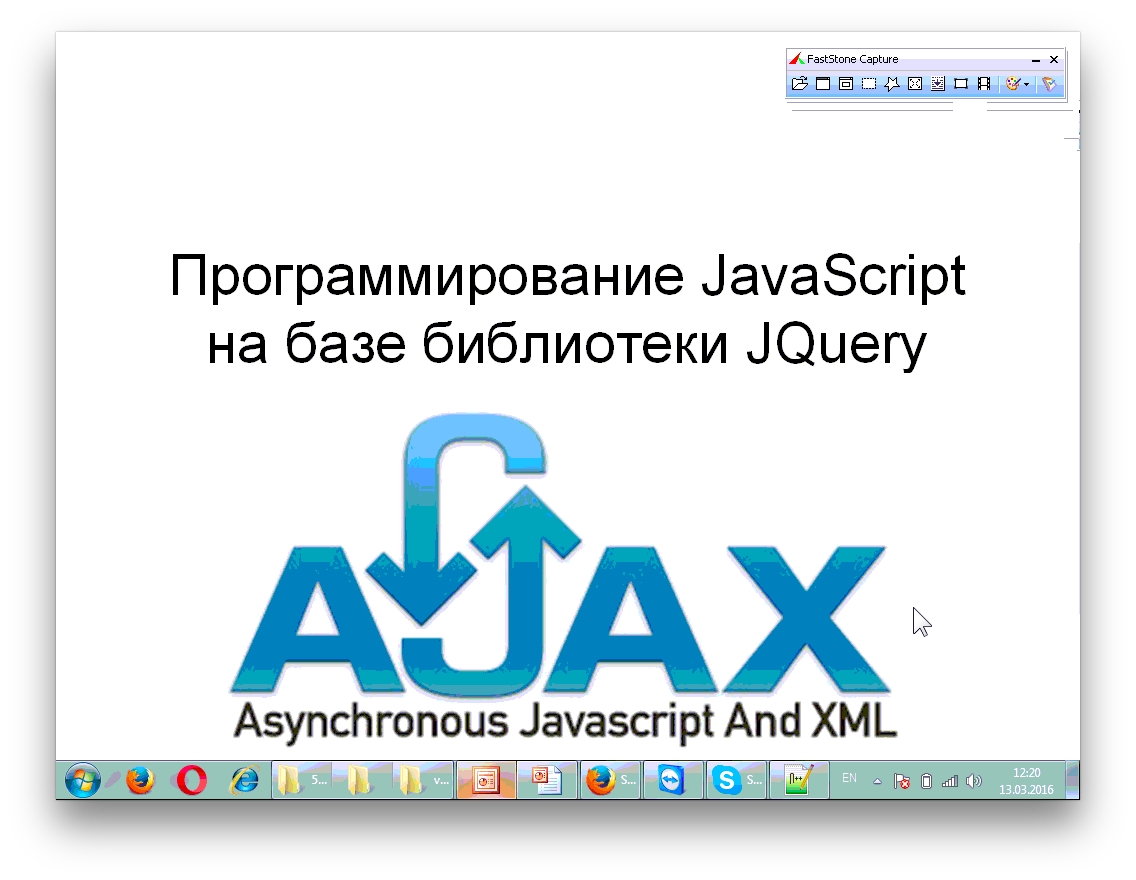 FastStone Capture
Программирование JavaScript
на базе библиотеки JQuery
AJAX
Asynchronous Javascript And XML
5...
v...
S...
S...
EN
12:20
13.03.2016